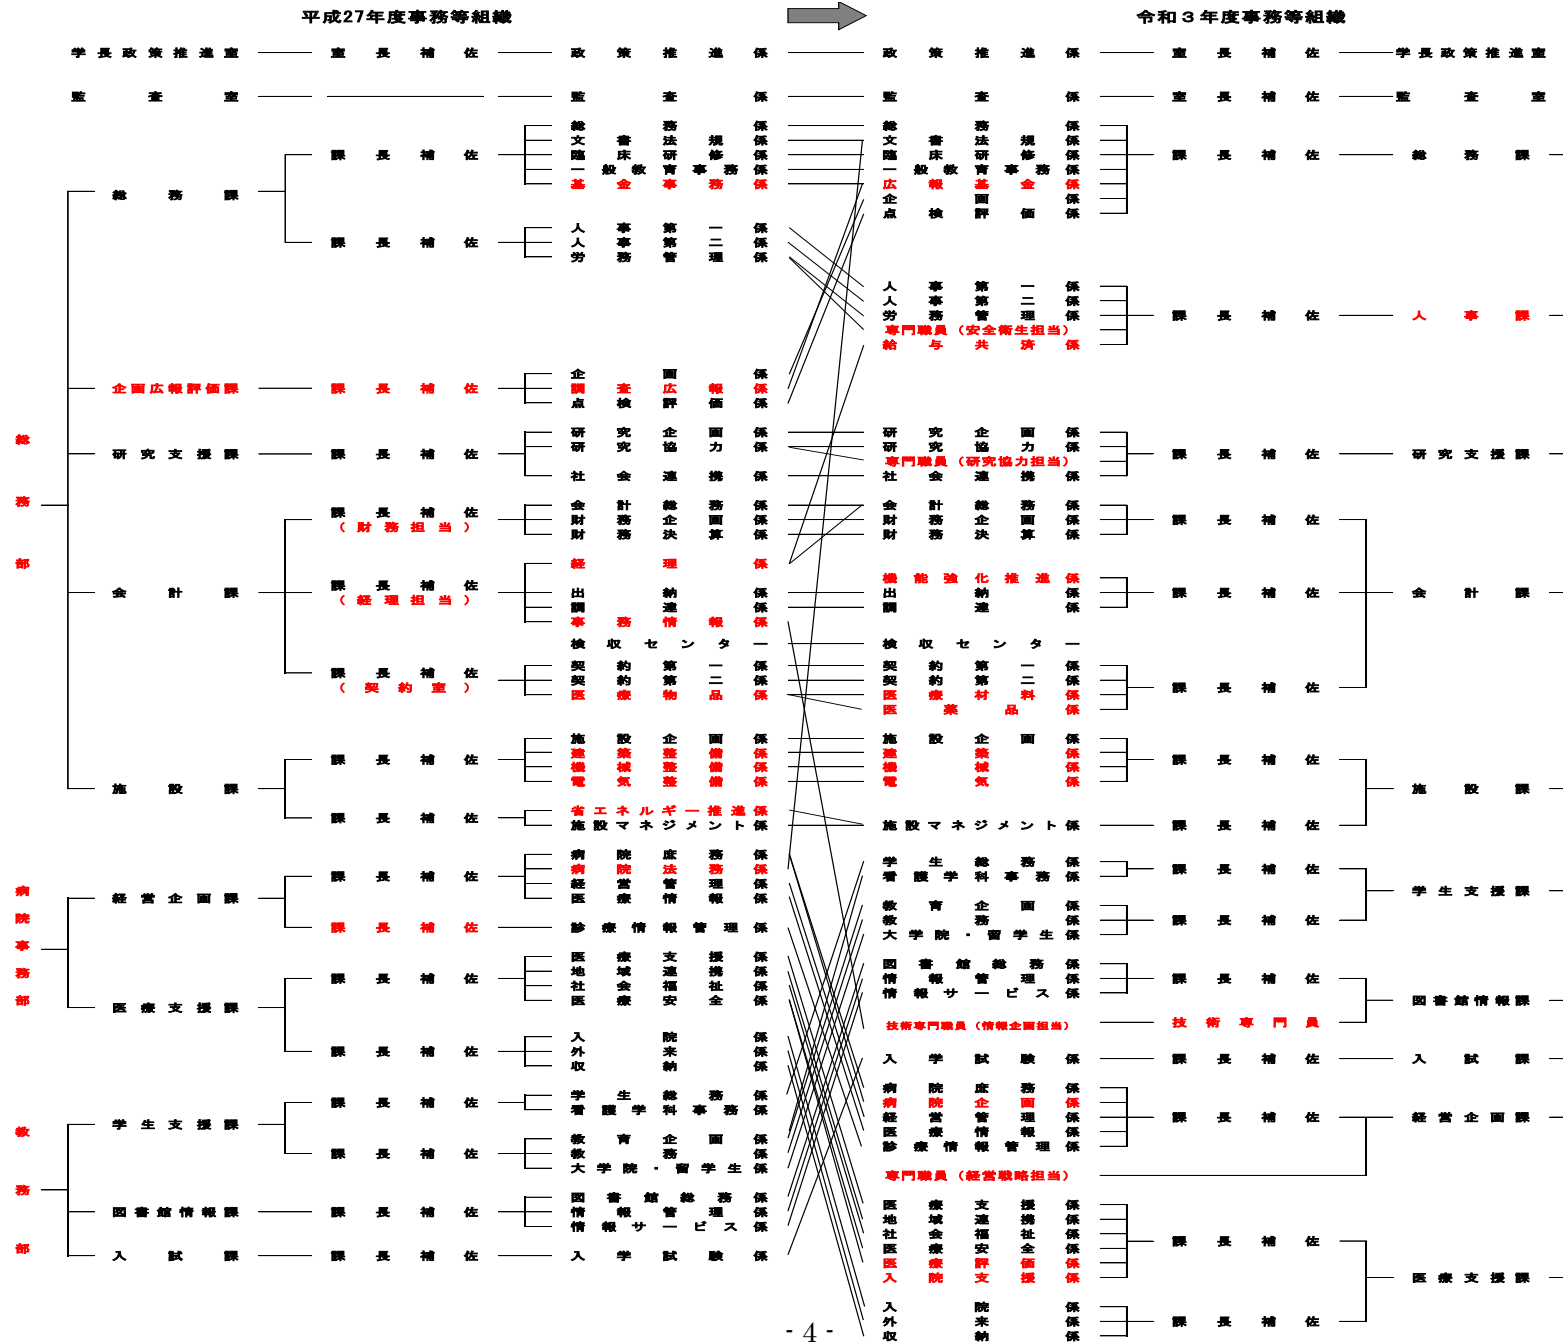 平成27年度事務等組織
令和3年度事務等組織
学長政策推進室 室長補佐 政策推進係 政策推進係 室長補佐 学長政策推進室
監査室 監査係 監査係 室長補佐 監査室
総務係 総務係
文書法規係 文書法規係
課長補佐 臨床研修係 臨床研修係 課長補佐 総務課
一般教育事務係 一般教育事務係
基金事務係 広報基金係
総務課 企画係
点検評価係
人事第一係
課長補佐 人事第二係
労務管理係
人事第一係
人事第二係
労務管理係 課長補佐 人事課
専門職員(安全衛生担当)
給与共済係
企画係
企画広報評価課 課長補佐 調査広報係
点検評価係
研究企画係 研究企画係
研究協力係 研究協力係
研究支援課 課長補佐 専門職員(研究協力担当) 課長補佐 研究支援課
社会連携係 社会連携係
総務部
会計総務係 会計総務係
課長補佐 財務企画係 財務企画係 課長補佐
(財務担当) 財務決算係 財務決算係
経理係
課長補佐 機能強化推進係
会計課 出納係 出納係 課長補佐 会計課
(経理担当) 調達係 調達係
事務情報係
検収センター 検収センター
契約第一係 契約第一係
課長補佐 契約第二係 契約第二係
(契約室) 医療物品係 医療材料係 課長補佐
医薬品係
施設企画係 施設企画係
課長補佐 建築整備係 建築係 課長補佐
機械整備係 機械係
電気整備係 電気係
施設課 施設課
課長補佐 省エネルギー推進係
施設マネジメント係 施設マネジメント係 課長補佐
病院庶務係 学生総務係
病院法務係 看護学科事務係 課長補佐
課長補佐 経営管理係
経営企画課 医療情報係 学生支援課
教育企画係
課長補佐 診療情報管理係 教務係 課長補佐
大学院・留学生係
病院事務部
医療支援係 図書館総務係
課長補佐 地域連携係 情報管理係 課長補佐
社会福祉係 情報サービス係
医療支援課 医療安全係 図書館情報課
技術専門職員(情報企画担当) 技術専門員
入院係
課長補佐 外来係 入学試験係 課長補佐 入試課
収納係
病院庶務係
課長補佐 学生総務係 病院企画係
看護学科事務係 経営管理係 課長補佐 経営企画課
学生支援課 医療情報係
教育企画係 診療情報管理係
課長補佐 教務係
大学院・留学生係 専門職員(経営戦略担当)
教務部
図書館総務係 医療支援係
図書館情報課 課長補佐 情報管理係 地域連携係
情報サービス係 社会福祉係 課長補佐
医療安全係
入試課 課長補佐 入学試験係 医療評価係
入院支援係 医療支援課
入院係
外来係 課長補佐
収納係
- 4 -